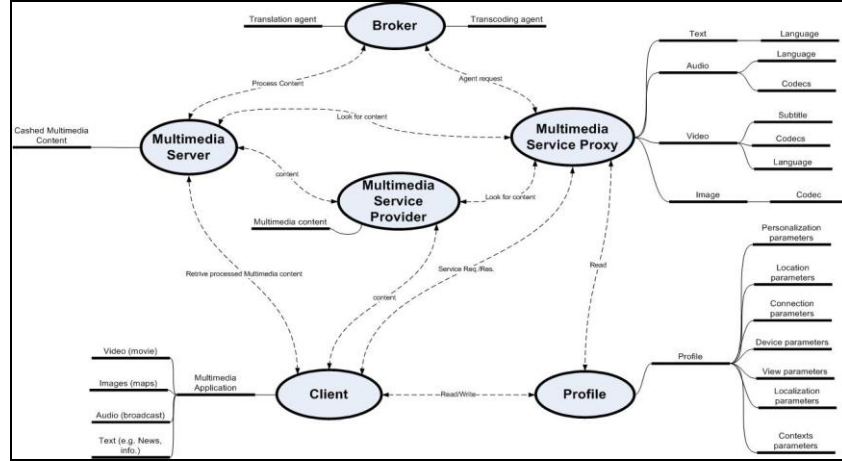 Translation agent
Broker
Transcoding agent
Text
Language
Audio
Language
Codecs
Process Content
Agent request
Look for content
Cashed Multimedia
Content
Multimedia
Server
Multimedia
Service Proxy
Video
Subtitle
Codecs
Language
content
Multimedia
Service
Provider
Look for content
Image
Codec
Multimedia content
Personalization
parameters
Retrive processed Multimedia content
Service Req./Res.
Read
Location
parameters
content
Connection
parameters
Video (movie)
Profile
Device parameters
Images (maps)
Multimedia
Application
Client
Read/Write
Profile
View parameters
Audio (broadcast)
Localization
parameters
Text (e.g. News,
info.)
Contexts
parameters